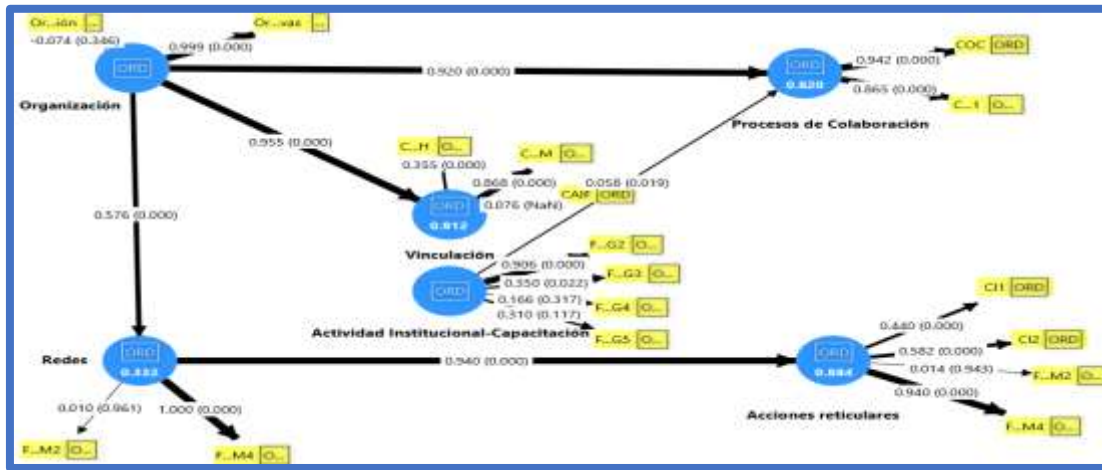 Or...ión ...
Or...vas ...
-0.074 (0.346)
0.999 (0.000)
ORD
Organización
0.920 (0.000)
ORD
0.820
Procesos de Colaboración
COC ORD
0.942 (0.000)
0.865 (0.000)
C...1 O...
0.955 (0.000)
C...H O...
0.355 (0.000)
C...M O...
0.868 (0.000)
0.076 (NaN)
ORD
0.912
Vinculación
0.058 (0.019)
CAIF ORD
0.576 (0.000)
F...G2 O...
0.906 (0.000)
F...G3 O...
0.350 (0.022)
0.166 (0.317)
F...G4 O...
0.310 (0.117)
F...G5 O...
ORD
Actividad Institucional-Capacitación
Redes
ORD
0.940 (0.000)
ORD
0.884
Acciones reticulares
CI1 ORD
0.440 (0.000)
0.582 (0.000)
CI2 ORD
0.014 (0.943)
F...M2 O...
0.940 (0.000)
F...M4 O...
0.010 (0.961)
1.000 (0.000)
F...M2 O...
F...M4 O...